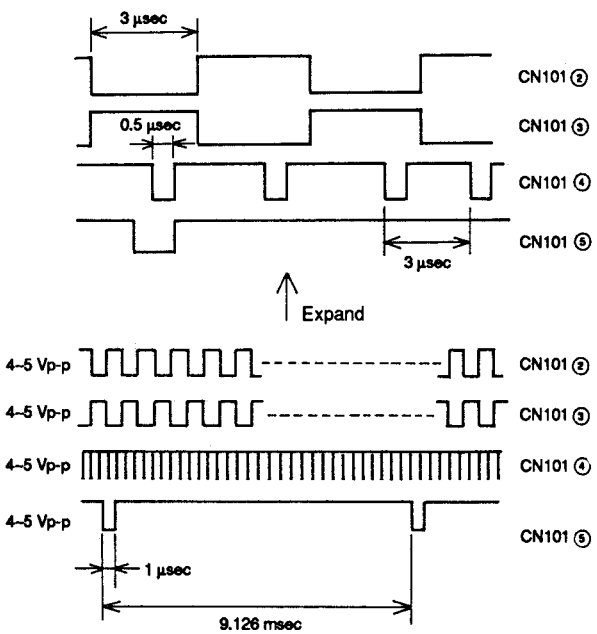 3 μsec
CN101 ②
CN101 ③
0.5 μsec
CN101 ④
CN101 ⑤
3 μsec
Expand
4~5 Vp-p CN101 ②
4~5 Vp-p CN101 ③
4~5 Vp-p CN101 ④
4~5 Vp-p CN101 ⑤
1 μsec
9.126 msec